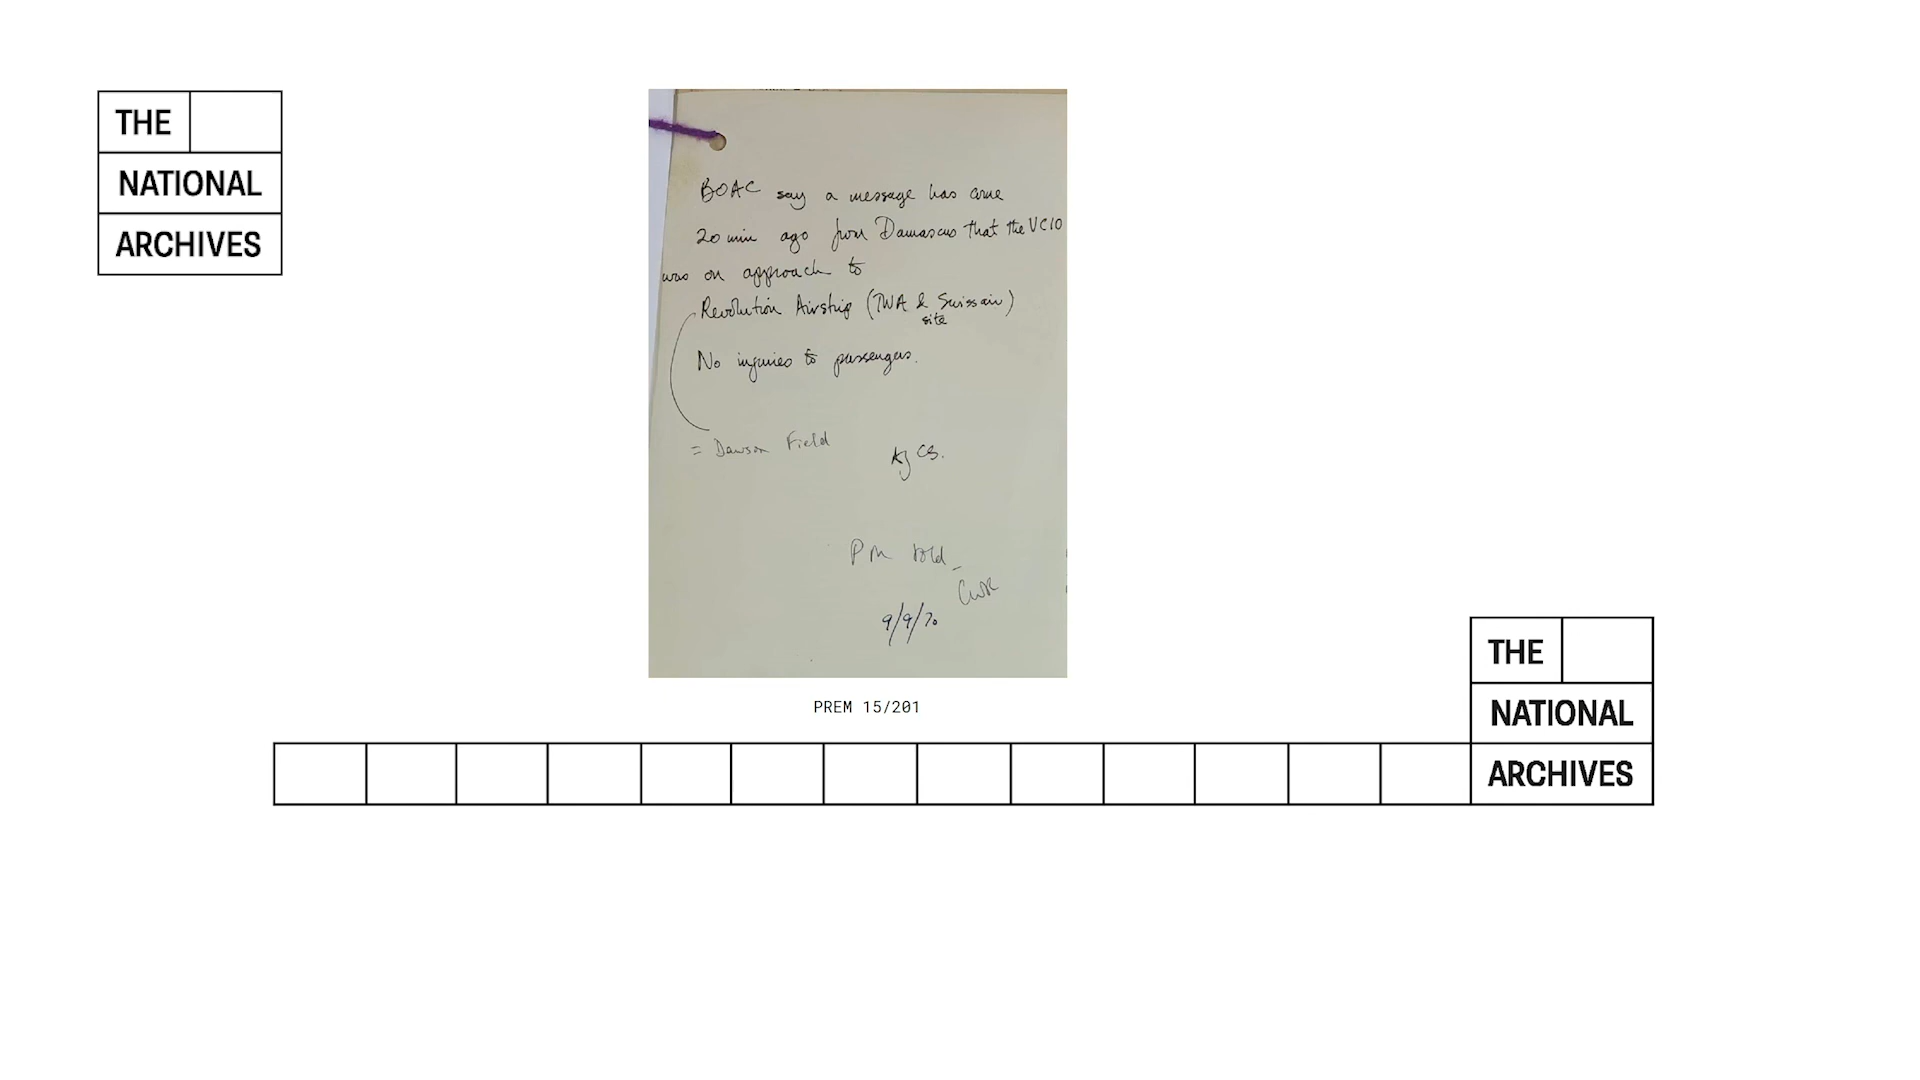 THE
NATIONAL
ARCHIVES
BOAC say a message has come
20 min ago from Damascus that the VC10
was on approach to
Revolution Airstrip (TWA & Swissair)
site
No injuries to passengers.
= Dawson Field
PM told
9/9/70
PREM 15/201
THE
NATIONAL
ARCHIVES